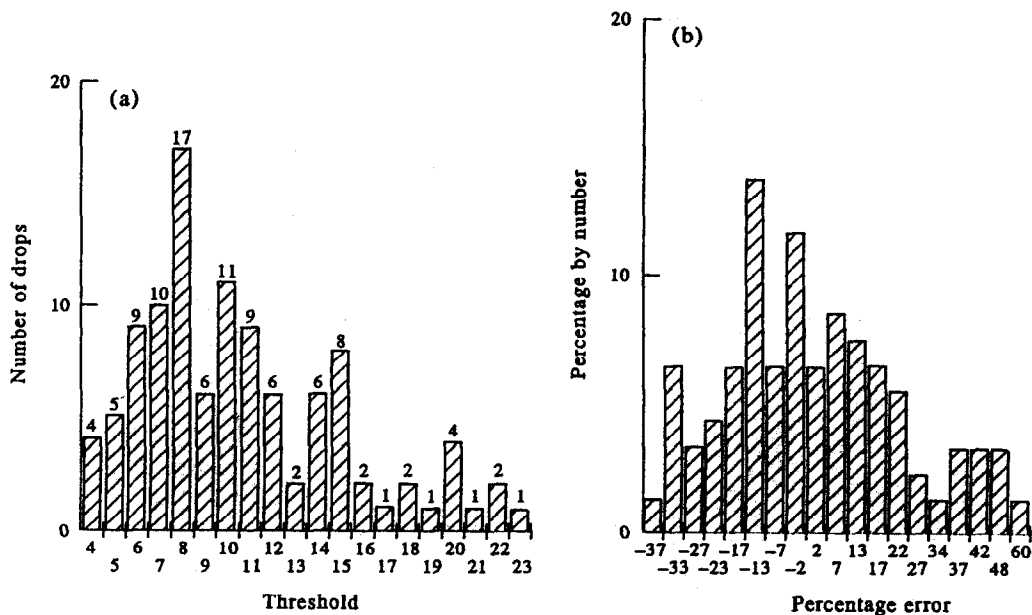 20
(a)
17
11
10
10
9
9
8
6
6
6
5
4
4
2
2
2
2
1
1
1
1
0
Number of drops
4 6 8 10 12 14 16 18 20 22
5 7 9 11 13 15 17 19 21 23
Threshold
20
(b)
10
0
Percentage by number
-37 -27 -17 -7 2 13 22 34 42 60
-33 -23 -13 -2 7 17 27 37 48
Percentage error